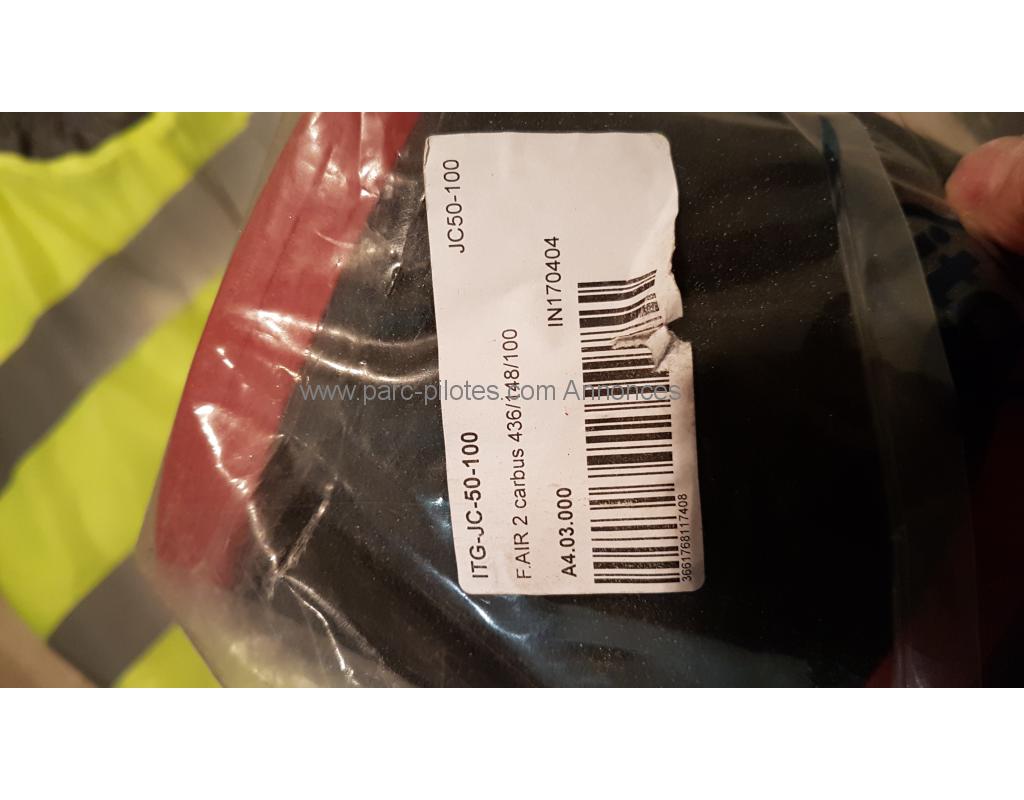 ITG-JC-50-100
JC50-100
F.AIR 2 carbus 436/148/100
A4.03.000
IN170404
3661768117408
www.parc-pilotes.com Annonces